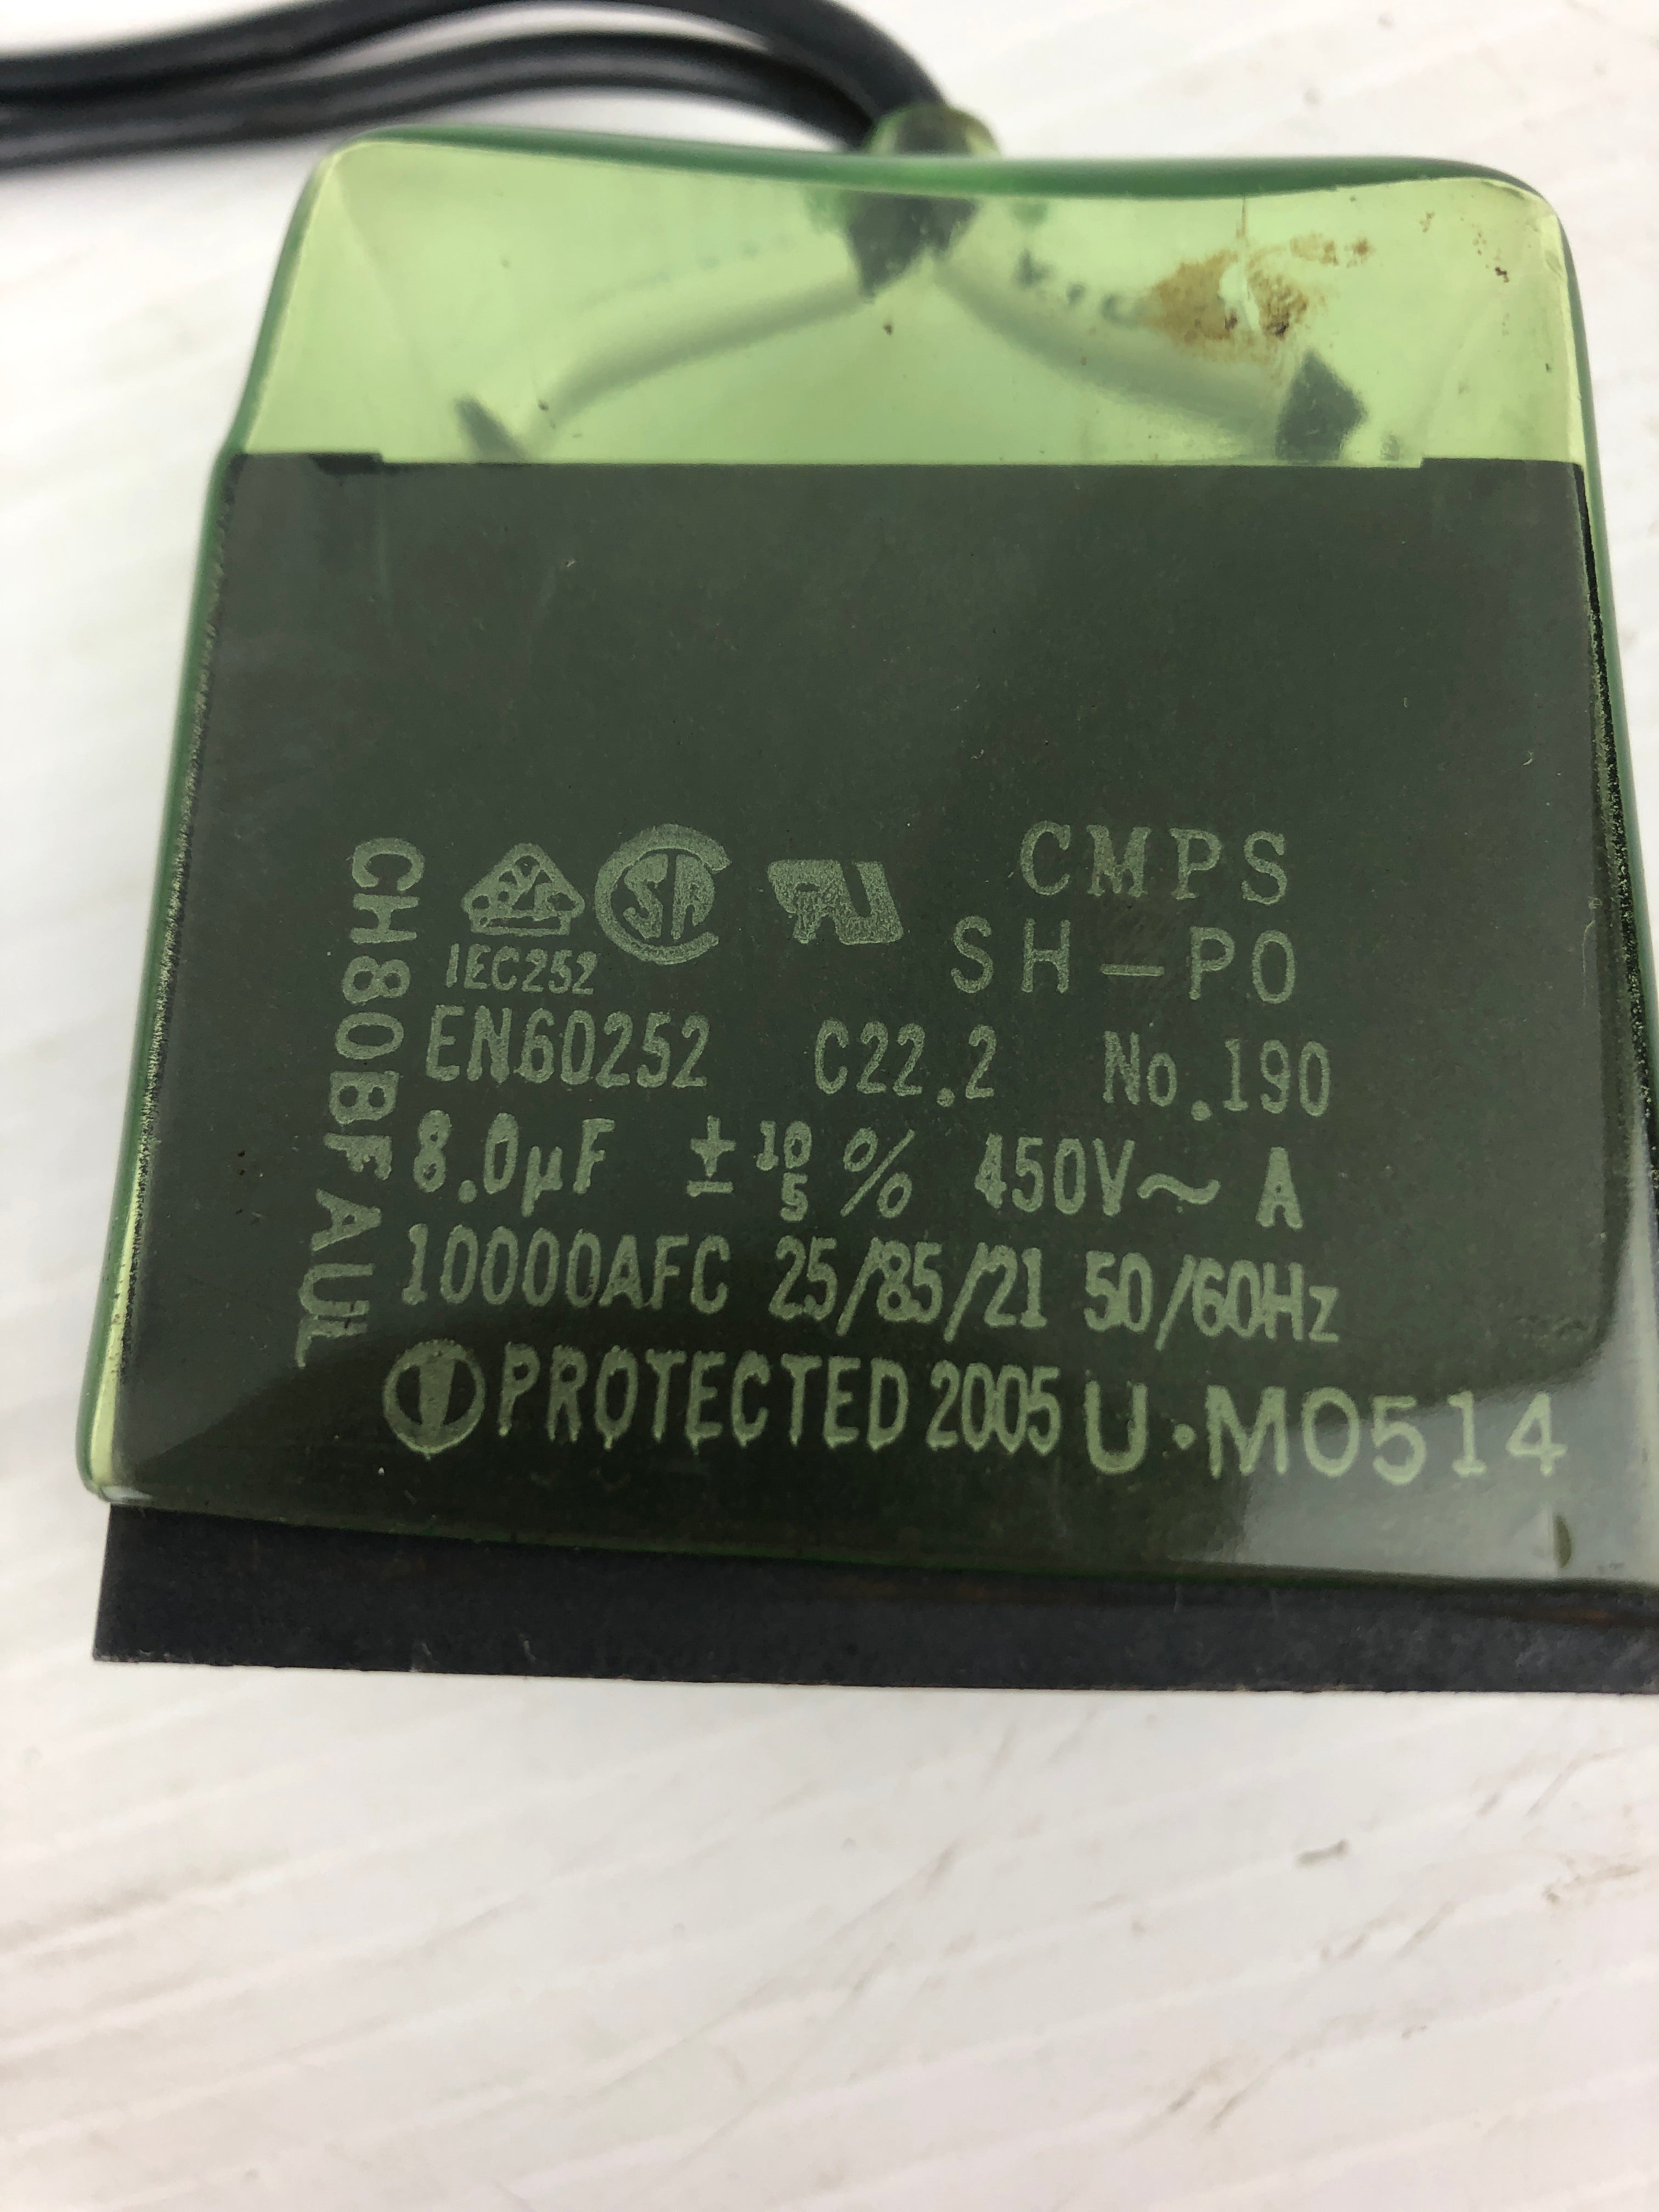 CMPS
SH-PO
IEC252
EN60252 C22.2 No.190
8.0μF ± 10 5 % 450V~ A
10000AFC 25/85/21 50/60Hz
PROTECTED 2005 U·M0514
CH80BFAUL